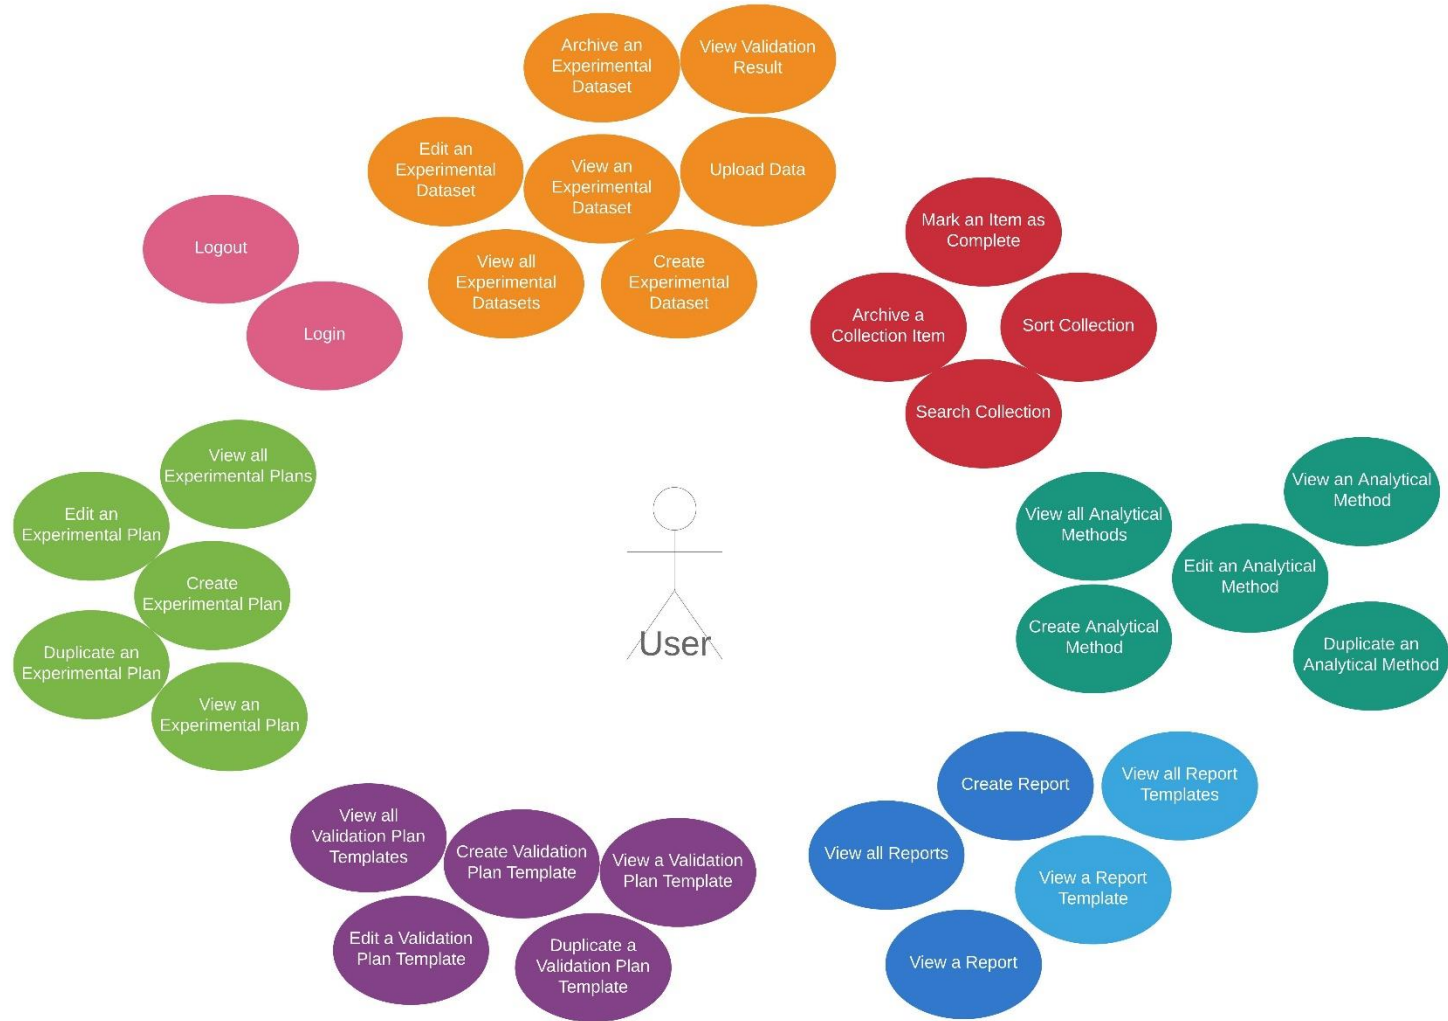 Archive an
Experimental
Dataset
View Validation
Result
Edit an
Experimental
Dataset
View an
Experimental
Dataset
Upload Data
View all
Experimental
Datasets
Create
Experimental
Dataset
Logout
Login
Mark an Item as
Complete
Archive a
Collection Item
Sort Collection
Search Collection
View all
Experimental Plans
Edit an
Experimental Plan
Create
Experimental Plan
Duplicate an
Experimental Plan
View an
Experimental Plan
User
View an Analytical
Method
View all Analytical
Methods
Edit an Analytical
Method
Create Analytical
Method
Duplicate an
Analytical Method
View all
Validation Plan
Templates
Create Validation
Plan Template
View a Validation
Plan Template
Edit a Validation
Plan Template
Duplicate a
Validation Plan
Template
Create Report
View all Report
Templates
View all Reports
View a Report
Template
View a Report